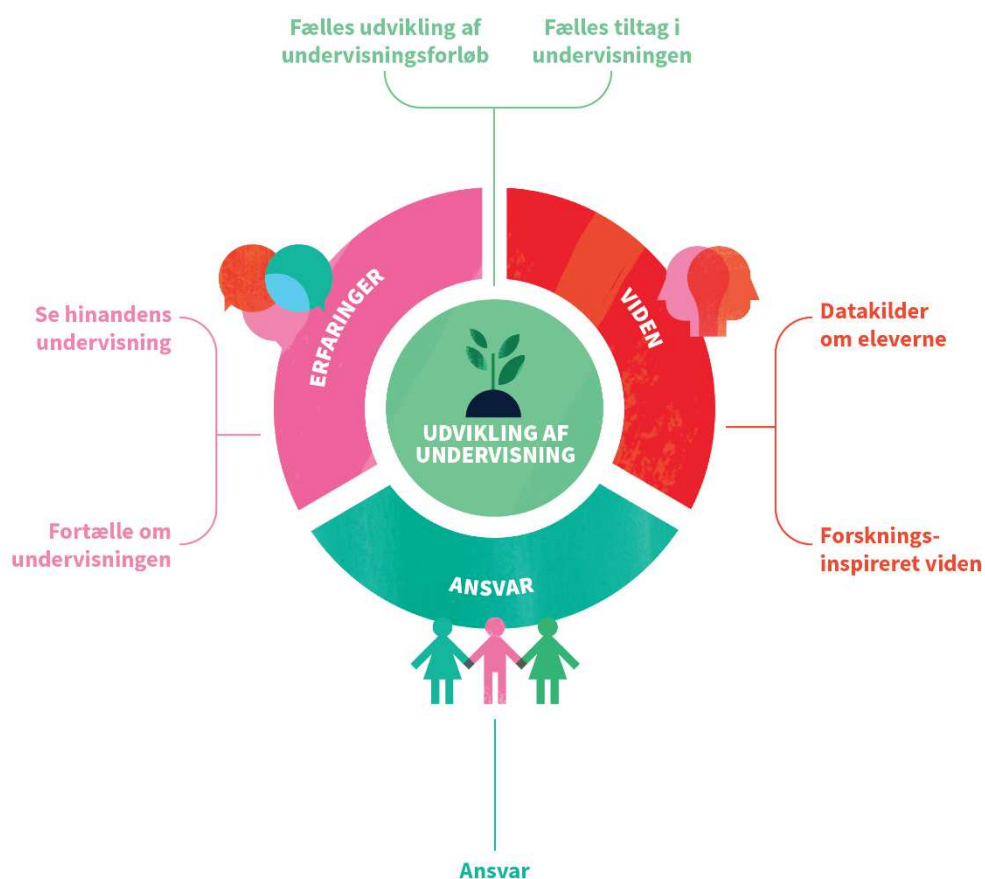 Fælles udvikling af
undervisningsforløb
Fælles tiltag i
undervisningen
ERFARINGER
VIDEN
Se hinandens
undervisning
Datakilder
om eleverne
UDVIKLING AF
UNDERVISNING
Fortælle om
undervisningen
Forsknings-
inspireret viden
ANSVAR
Ansvar